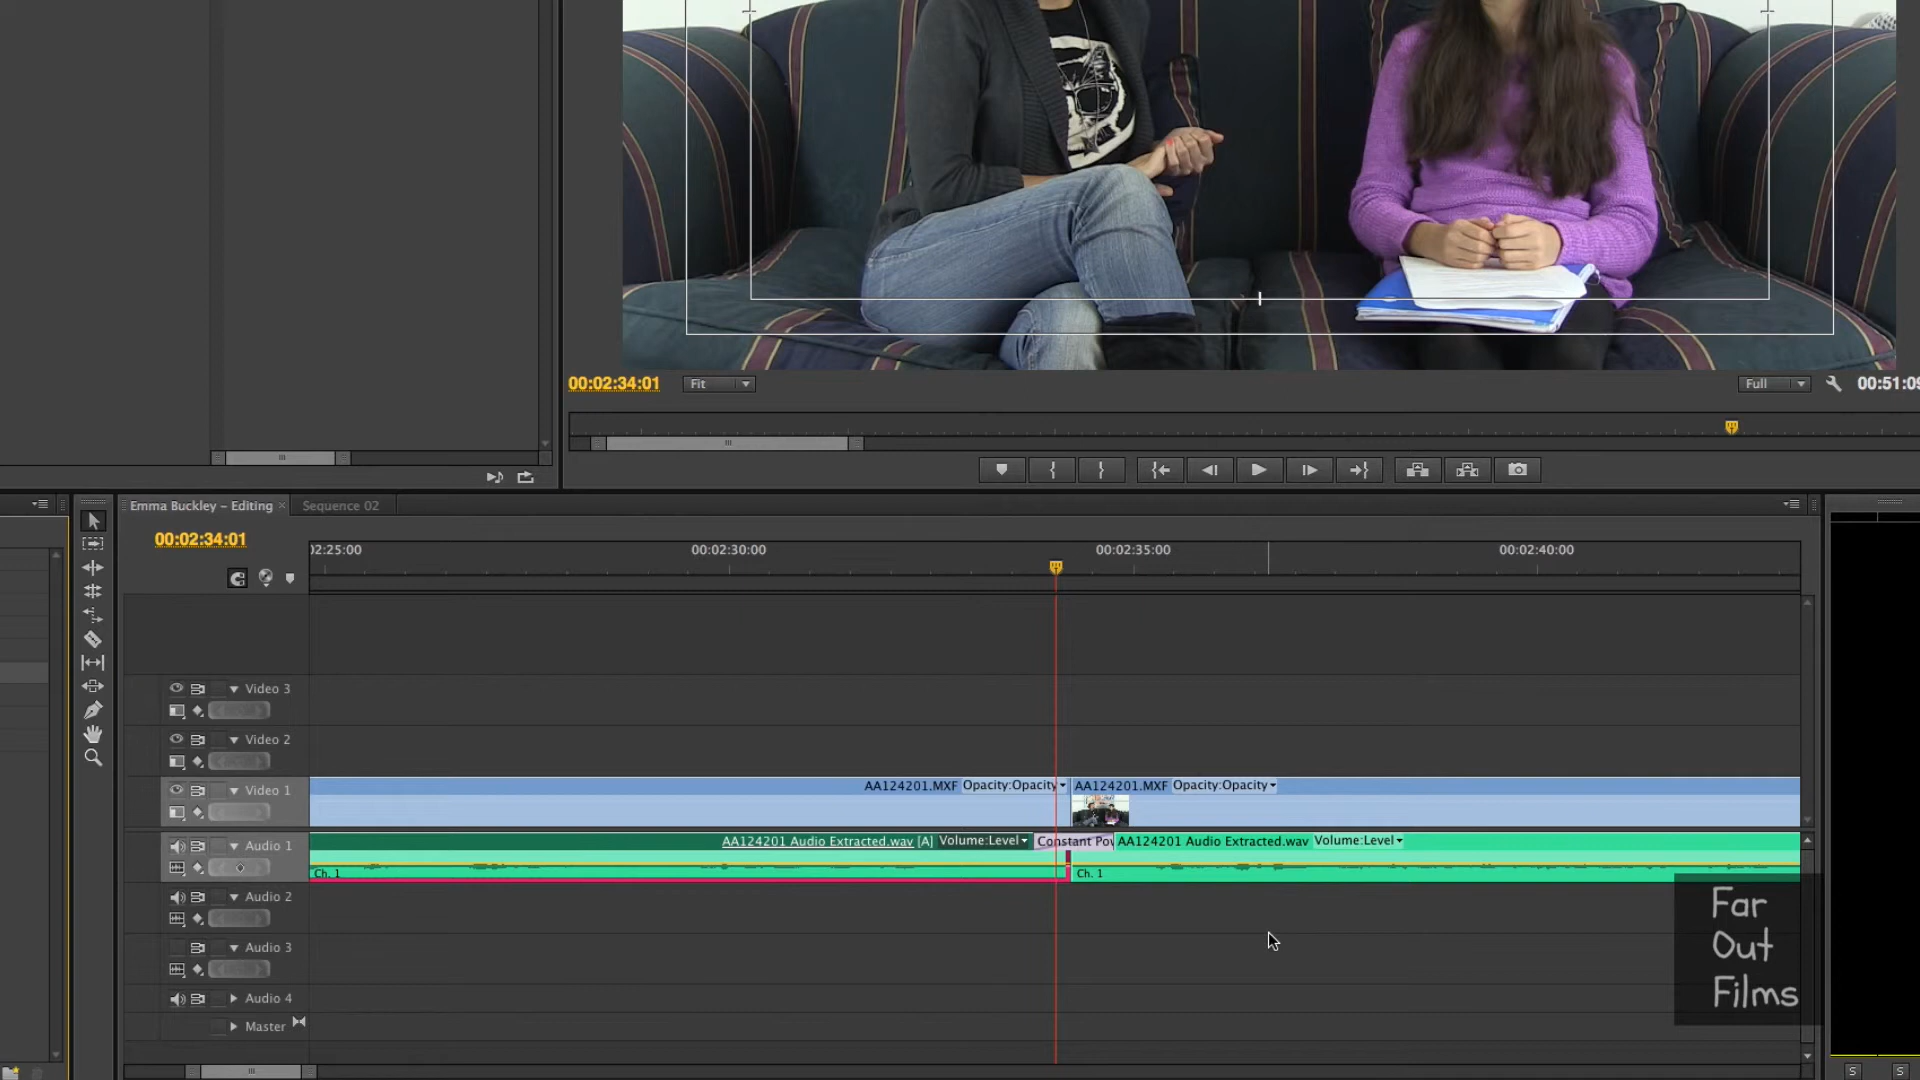 00:02:34:01
Fit
Full
00:51:09
Emma Buckley – Editing
Sequence 02
00:02:34:01
02:25:00
00:02:30:00
00:02:35:00
00:02:40:00
Video 3
Video 2
Video 1
AA124201.MXF Opacity:Opacity
AA124201.MXF Opacity:Opacity
Audio 1
AA124201 Audio Extracted.wav [A] Volume:Level
Constant Pow
AA124201 Audio Extracted.wav Volume:Level
Ch. 1
Ch. 1
Audio 2
Audio 3
Audio 4
Master
Far
Out
Films
S
S